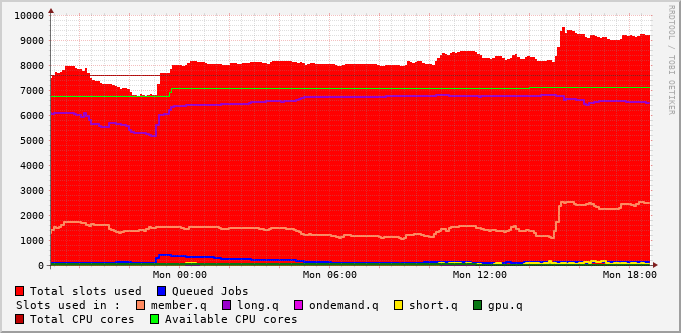 10000
9000
8000
7000
6000
5000
4000
3000
2000
1000
0
Mon 00:00 Mon 06:00 Mon 12:00 Mon 18:00
Total slots used Queued Jobs
Slots used in : member.q long.q ondemand.q short.q gpu.q
Total CPU cores Available CPU cores
RRDTOOL / TOBI OETIKER